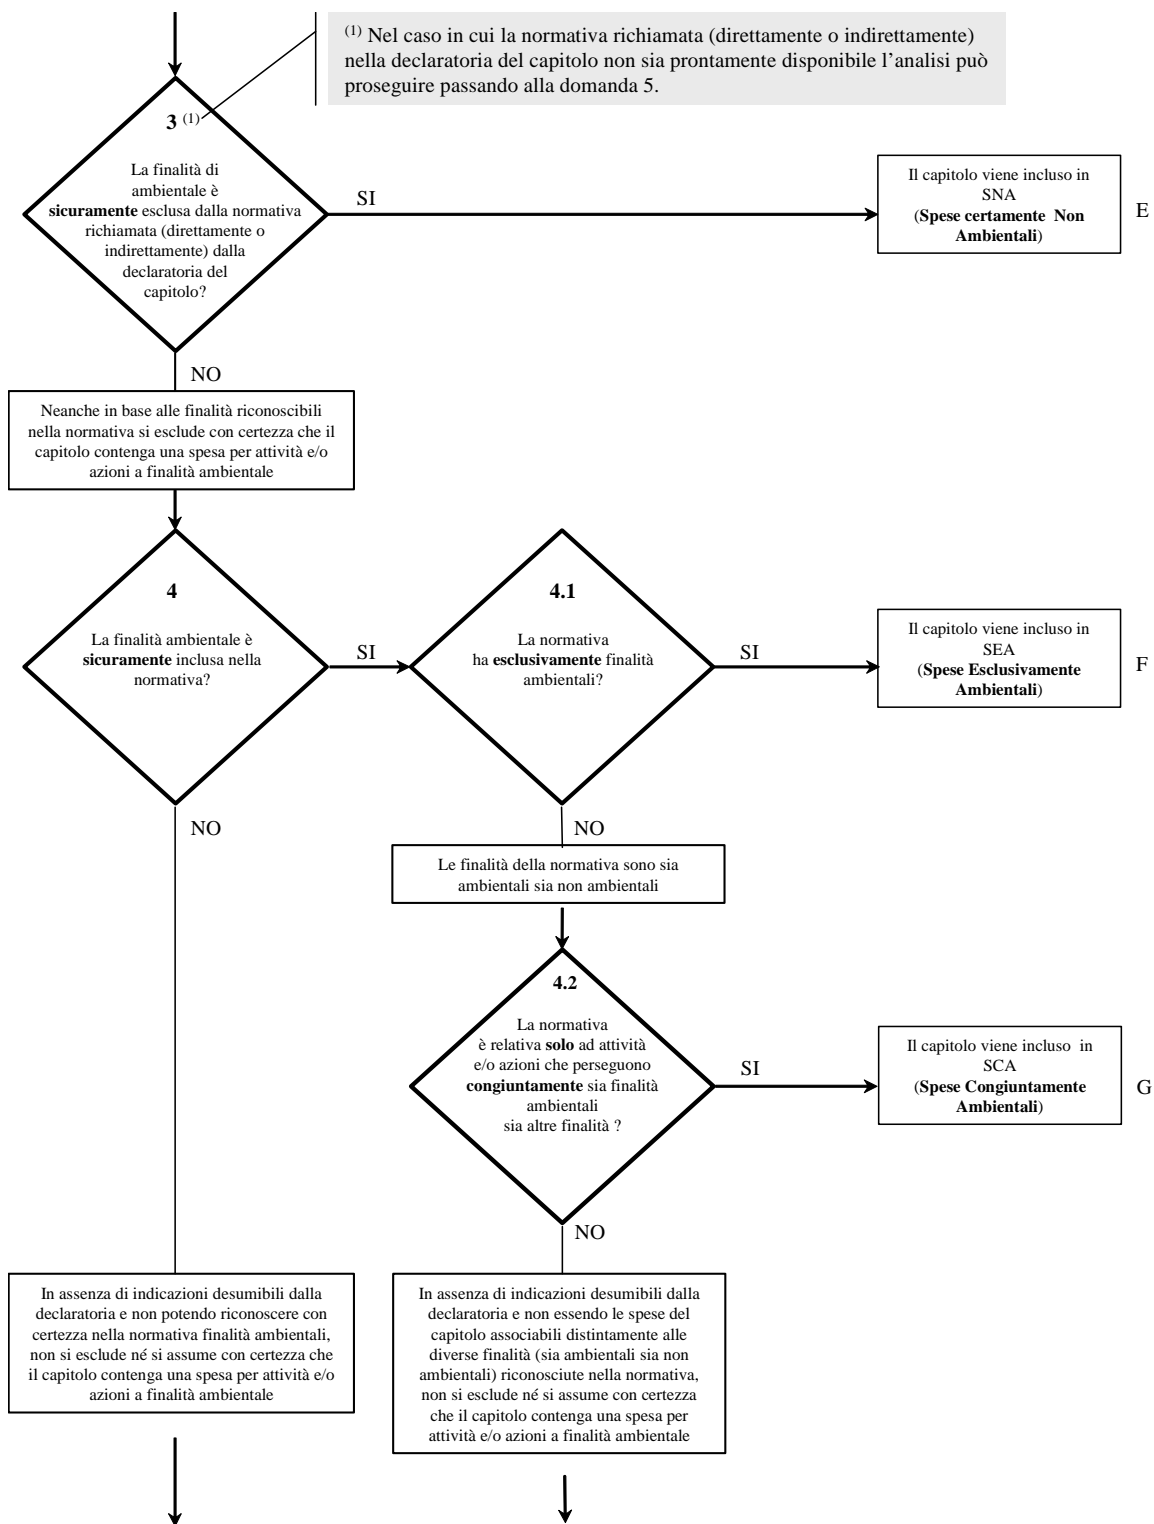 (1) Nel caso in cui la normativa richiamata (direttamente o indirettamente)
nella declaratoria del capitolo non sia prontamente disponibile l'analisi può
proseguire passando alla domanda 5.
3 (1)
La finalità di
ambientale è
sicuramente esclusa dalla normativa
richiamata (direttamente o
indirettamente) dalla
declaratoria del
capitolo?
SI
Il capitolo viene incluso in
SNA
(Spese certamente Non
Ambientali)
E
NO
Neanche in base alle finalità riconoscibili
nella normativa si esclude con certezza che il
capitolo contenga una spesa per attività e/o
azioni a finalità ambientale
4
La finalità ambientale è
sicuramente inclusa nella
normativa?
SI
4.1
La normativa
ha esclusivamente finalità
ambientali?
SI
Il capitolo viene incluso in
SEA
(Spese Esclusivamente
Ambientali)
F
NO
NO
Le finalità della normativa sono sia
ambientali sia non ambientali
4.2
La normativa
è relativa solo ad attività
e/o azioni che perseguono
congiuntamente sia finalità
ambientali
sia altre finalità ?
SI
Il capitolo viene incluso in
SCA
(Spese Congiuntamente
Ambientali)
G
NO
In assenza di indicazioni desumibili dalla
declaratoria e non potendo riconoscere con
certezza nella normativa finalità ambientali,
non si esclude né si assume con certezza che
il capitolo contenga una spesa per attività e/o
azioni a finalità ambientale
In assenza di indicazioni desumibili dalla
declaratoria e non essendo le spese del
capitolo associabili distintamente alle
diverse finalità (sia ambientali sia non
ambientali) riconosciute nella normativa,
non si esclude né si assume con certezza
che il capitolo contenga una spesa per
attività e/o azioni a finalità ambientale